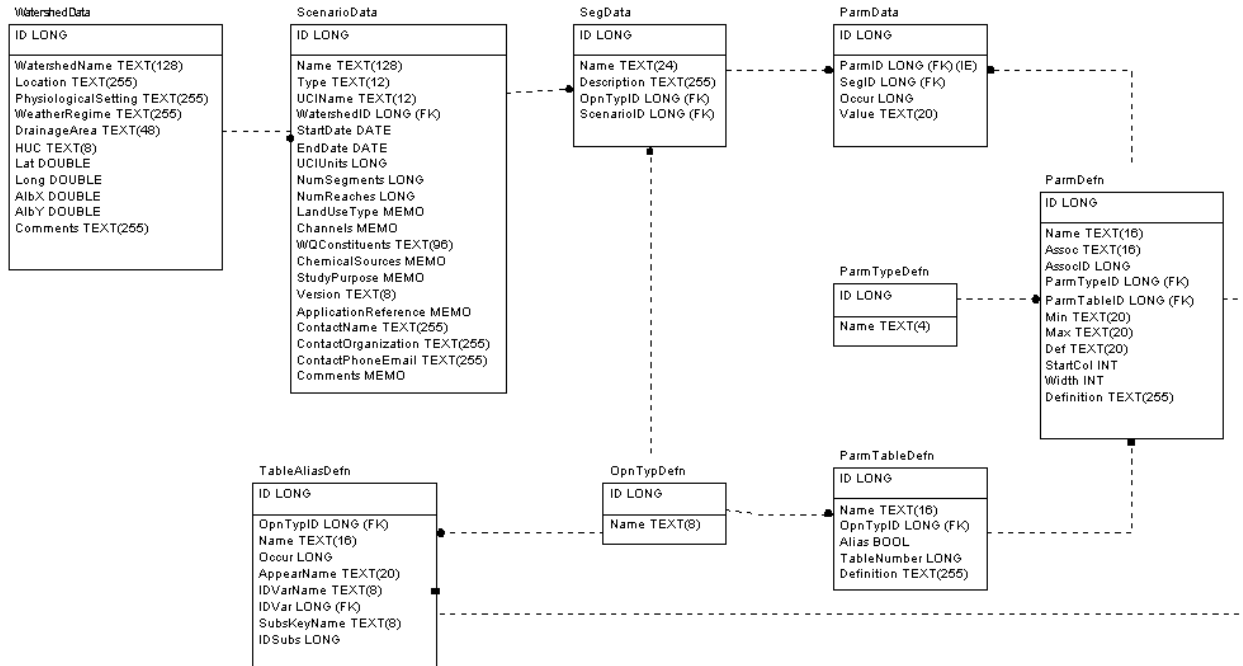 WatershedData
ID LONG
WatershedName TEXT(128)
Location TEXT(255)
PhysiologicalSetting TEXT(255)
WeatherRegime TEXT(255)
DrainageArea TEXT(48)
HUC TEXT(8)
Lat DOUBLE
Long DOUBLE
AlbX DOUBLE
AlbY DOUBLE
Comments TEXT(255)
ScenarioData
ID LONG
Name TEXT(128)
Type TEXT(12)
UCIName TEXT(12)
WatershedID LONG (FK)
StartDate DATE
EndDate DATE
UCIUnits LONG
NumSegments LONG
NumReaches LONG
LandUseType MEMO
Channels MEMO
WQConstituents TEXT(96)
ChemicalSources MEMO
StudyPurpose MEMO
Version TEXT(8)
ApplicationReference MEMO
ContactName TEXT(255)
ContactOrganization TEXT(255)
ContactPhoneEmail TEXT(255)
Comments MEMO
SegData
ID LONG
Name TEXT(24)
Description TEXT(255)
OpnTypID LONG (FK)
ScenarioID LONG (FK)
ParmData
ID LONG
ParmID LONG (FK) (IE)
SegID LONG (FK)
Occur LONG
Value TEXT(20)
ParmDefn
ID LONG
Name TEXT(16)
Assoc TEXT(16)
AssocID LONG
ParmTypeID LONG (FK)
ParmTableID LONG (FK)
Min TEXT(20)
Max TEXT(20)
Def TEXT(20)
StartCol INT
Width INT
Definition TEXT(255)
ParmTypeDefn
ID LONG
Name TEXT(4)
TableAliasDefn
ID LONG
OpnTypID LONG (FK)
Name TEXT(16)
Occur LONG
AppearName TEXT(20)
IDVarName TEXT(8)
IDVar LONG (FK)
SubsKeyName TEXT(8)
IDSubs LONG
OpnTypDefn
ID LONG
Name TEXT(8)
ParmTableDefn
ID LONG
Name TEXT(16)
OpnTypID LONG (FK)
Alias BOOL
TableNumber LONG
Definition TEXT(255)